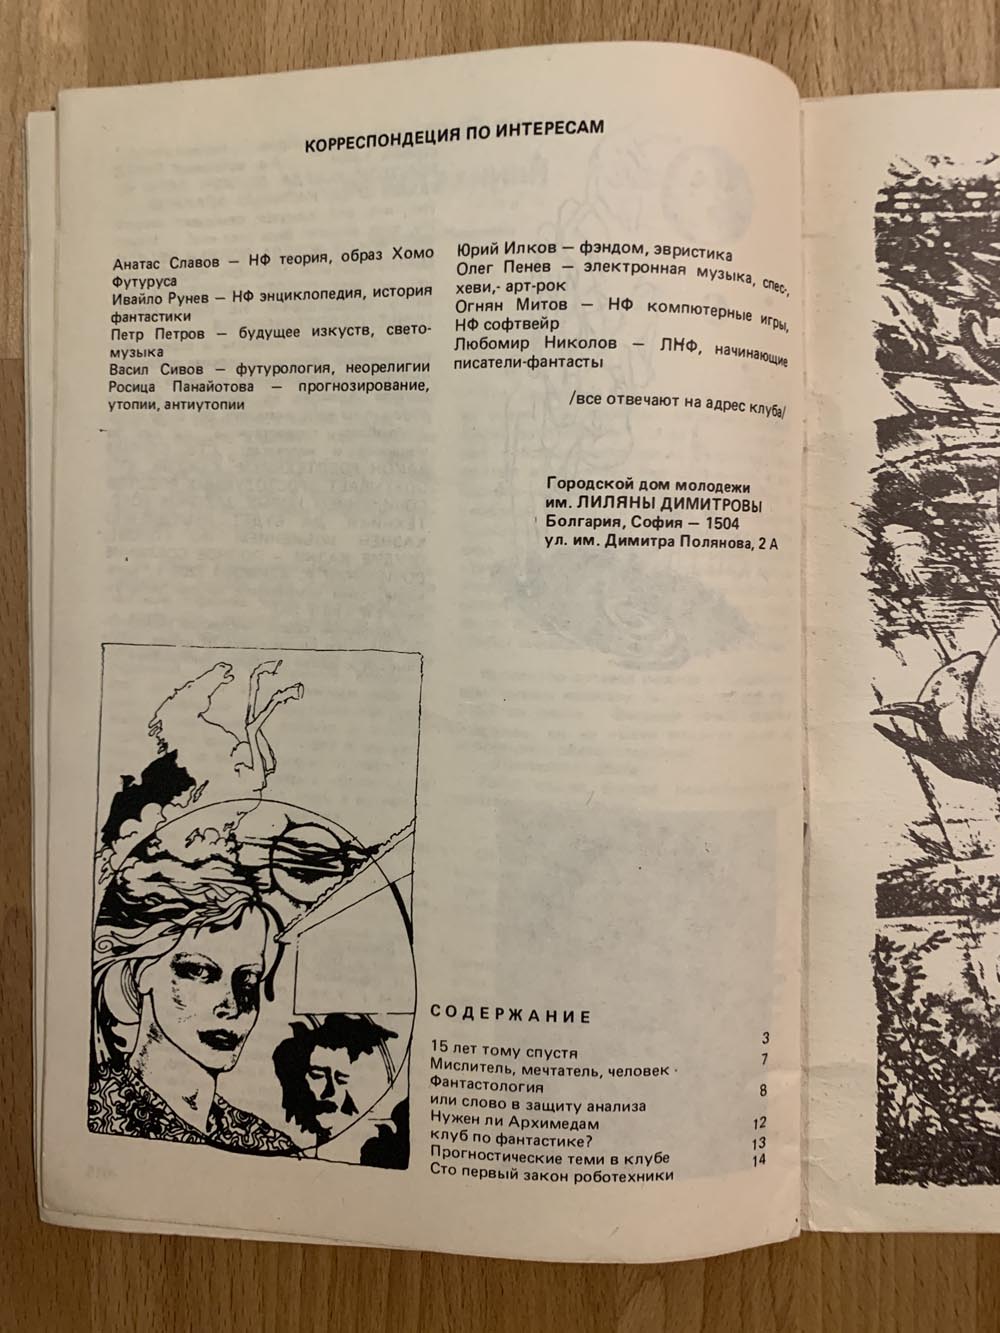 КОРРЕСПОНДЕЦИЯ ПО ИНТЕРЕСАМ
Анатас Славов — НФ теория, образ Хомо
Футуруса
Ивайло Рунев — НФ энциклопедия, история
фантастики
Петр Петров — будущее изкуств, свето-
музыка
Васил Сивов — футурология, неорелигии
Росица Панайотова — прогнозирование,
утопии, антиутопии
Юрий Илков — фэндом, эвристика
Олег Пенев — электронная музыка, спес-,
хеви,- арт-рок
Огнян Митов — НФ компютерные игры,
НФ софтвейр
Любомир Николов — ЛНФ, начинающие
писатели-фантасты
/все отвечают на адрес клуба/
Городской дом молодежи
им. ЛИЛЯНЫ ДИМИТРОВЫ
Болгария, София — 1504
ул. им. Димитра Полянова, 2 А
СОДЕРЖАНИЕ
15 лет тому спустя 3
Мислитель, мечтатель, человек 7
Фантастология 8
или слово в защиту анализа
Нужен ли Архимедам 12
клуб по фантастике? 13
Прогностические теми в клубе 14
Сто первый закон роботехники